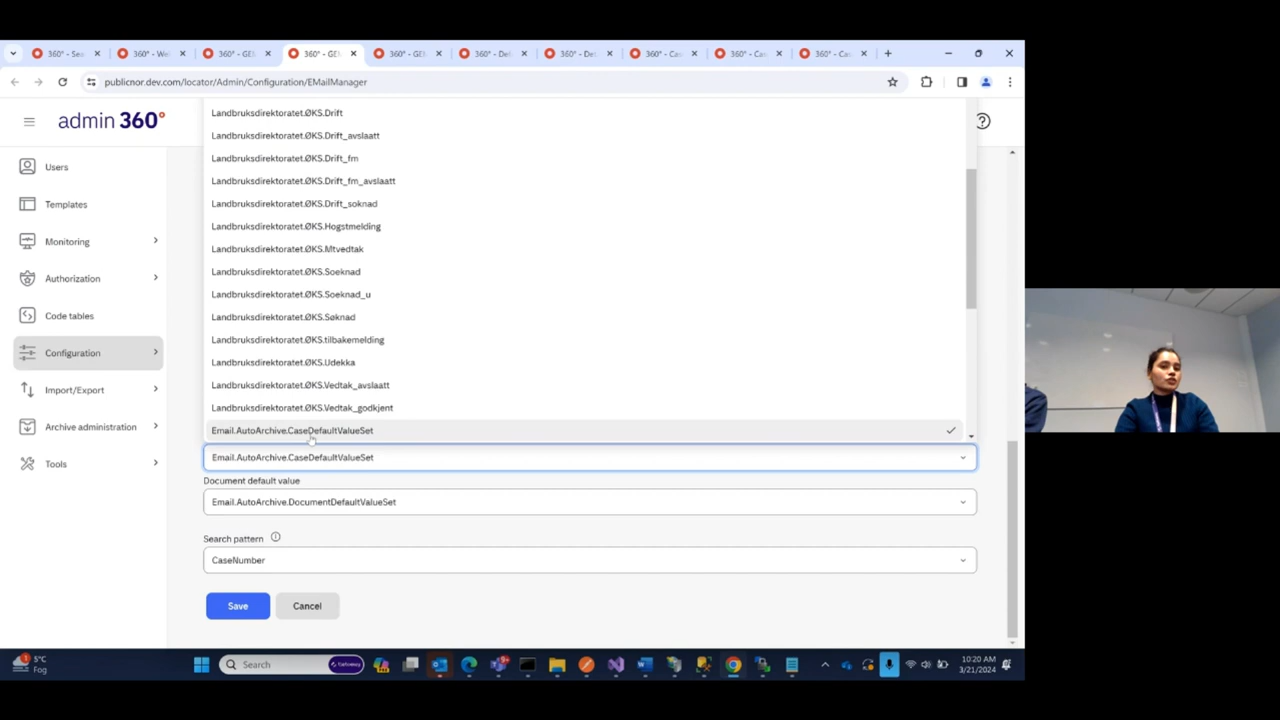 360° - Sea
360° - We
360° - GE
360° - GE
360° - GE
360° - De
360° - De
360° - Ca
360° - Ca
360° - Ca
publicnor.dev.com/locator/Admin/Configuration/EMailManager
admin 360°
Users
Templates
Monitoring
Authorization
Code tables
Configuration
Import/Export
Archive administration
Tools
Landbruksdirektoratet.ØKS.Drift
Landbruksdirektoratet.ØKS.Drift_avslaatt
Landbruksdirektoratet.ØKS.Drift_fm
Landbruksdirektoratet.ØKS.Drift_fm_avslaatt
Landbruksdirektoratet.ØKS.Drift_soknad
Landbruksdirektoratet.ØKS.Hogstmelding
Landbruksdirektoratet.ØKS.Mtvedtak
Landbruksdirektoratet.ØKS.Soeknad
Landbruksdirektoratet.ØKS.Soeknad_u
Landbruksdirektoratet.ØKS.Søknad
Landbruksdirektoratet.ØKS.tilbakemelding
Landbruksdirektoratet.ØKS.Udekka
Landbruksdirektoratet.ØKS.Vedtak_avslaatt
Landbruksdirektoratet.ØKS.Vedtak_godkjent
Email.AutoArchive.CaseDefaultValueSet
Email.AutoArchive.CaseDefaultValueSet
Document default value
Email.AutoArchive.DocumentDefaultValueSet
Search pattern
CaseNumber
Save
Cancel
5°C
Fog
Search
10:20 AM
3/21/2024